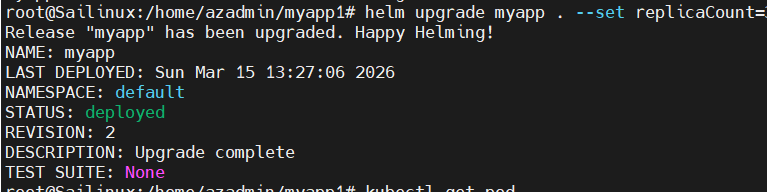 root@Sailinux:/home/azadmin/myapp1# helm upgrade myapp . --set replicaCount=
Release "myapp" has been upgraded. Happy Helming!
NAME: myapp
LAST DEPLOYED: Sun Mar 15 13:27:06 2026
NAMESPACE: default
STATUS: deployed
REVISION: 2
DESCRIPTION: Upgrade complete
TEST SUITE: None
root@Sailinux:/home/azadmin/myapp1# kubectl get pod